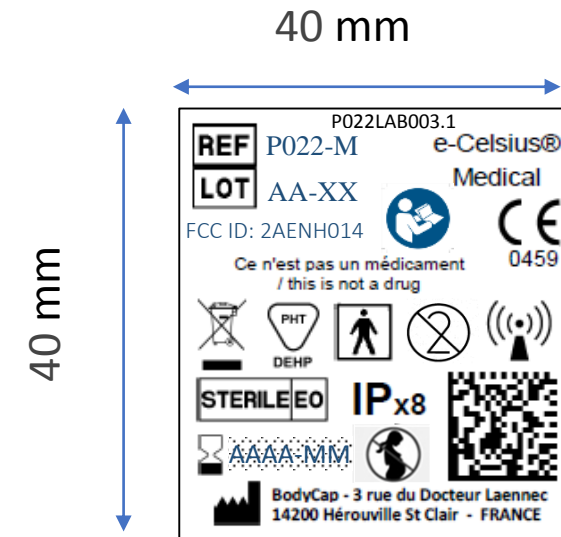 40 mm
40 mm
P022LAB003.1
REF P022-M
e-Celsius®
Medical
LOT AA-XX
FCC ID: 2AENH014
CE
0459
Ce n'est pas un médicament
/ this is not a drug
PHT
DEHP
2
STERILE EO
IPx8
AAAA-MM
BodyCap - 3 rue du Docteur Laennec
14200 Hérouville St Clair - FRANCE